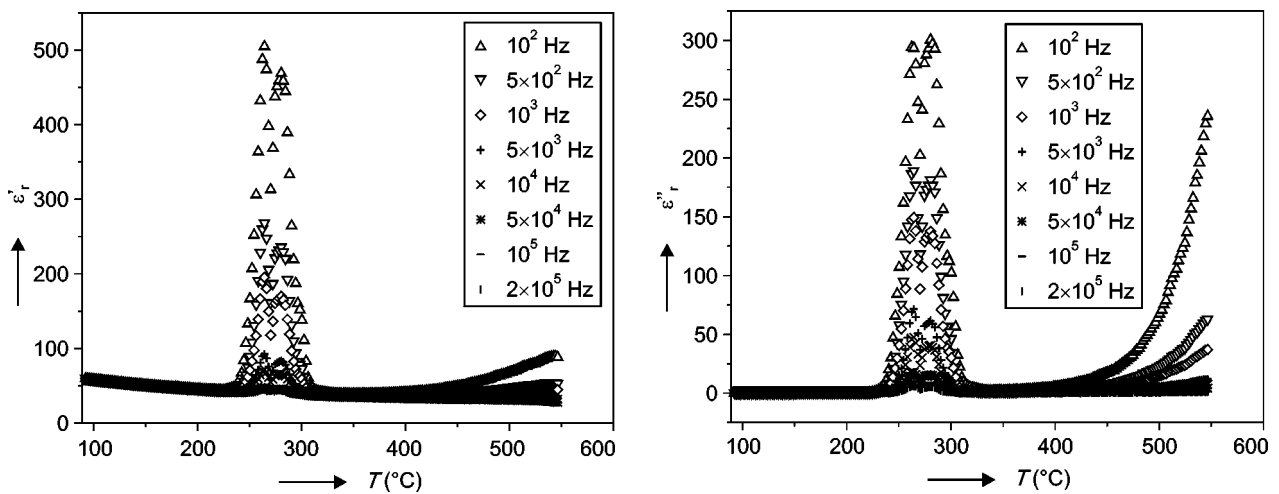 500
400
300
200
100
0
ε'r
10² Hz
5×10² Hz
10³ Hz
5×10³ Hz
10⁴ Hz
5×10⁴ Hz
10⁵ Hz
2×10⁵ Hz
100 200 300 400 500 600
T (°C)
300
250
200
150
100
50
0
ε''r
10² Hz
5×10² Hz
10³ Hz
5×10³ Hz
10⁴ Hz
5×10⁴ Hz
10⁵ Hz
2×10⁵ Hz
100 200 300 400 500 600
T (°C)